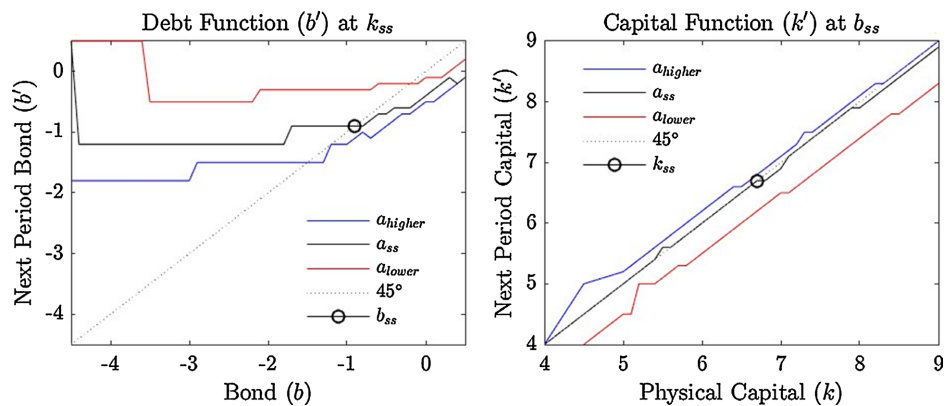 Debt Function (b′) at kss
Next Period Bond (b′)
0
-1
-2
-3
-4
ahigher
ass
alower
45°
bss
-4
-3
-2
-1
0
Bond (b)
Capital Function (k′) at bss
Next Period Capital (k′)
9
8
7
6
5
4
ahigher
ass
alower
45°
kss
4
5
6
7
8
9
Physical Capital (k)